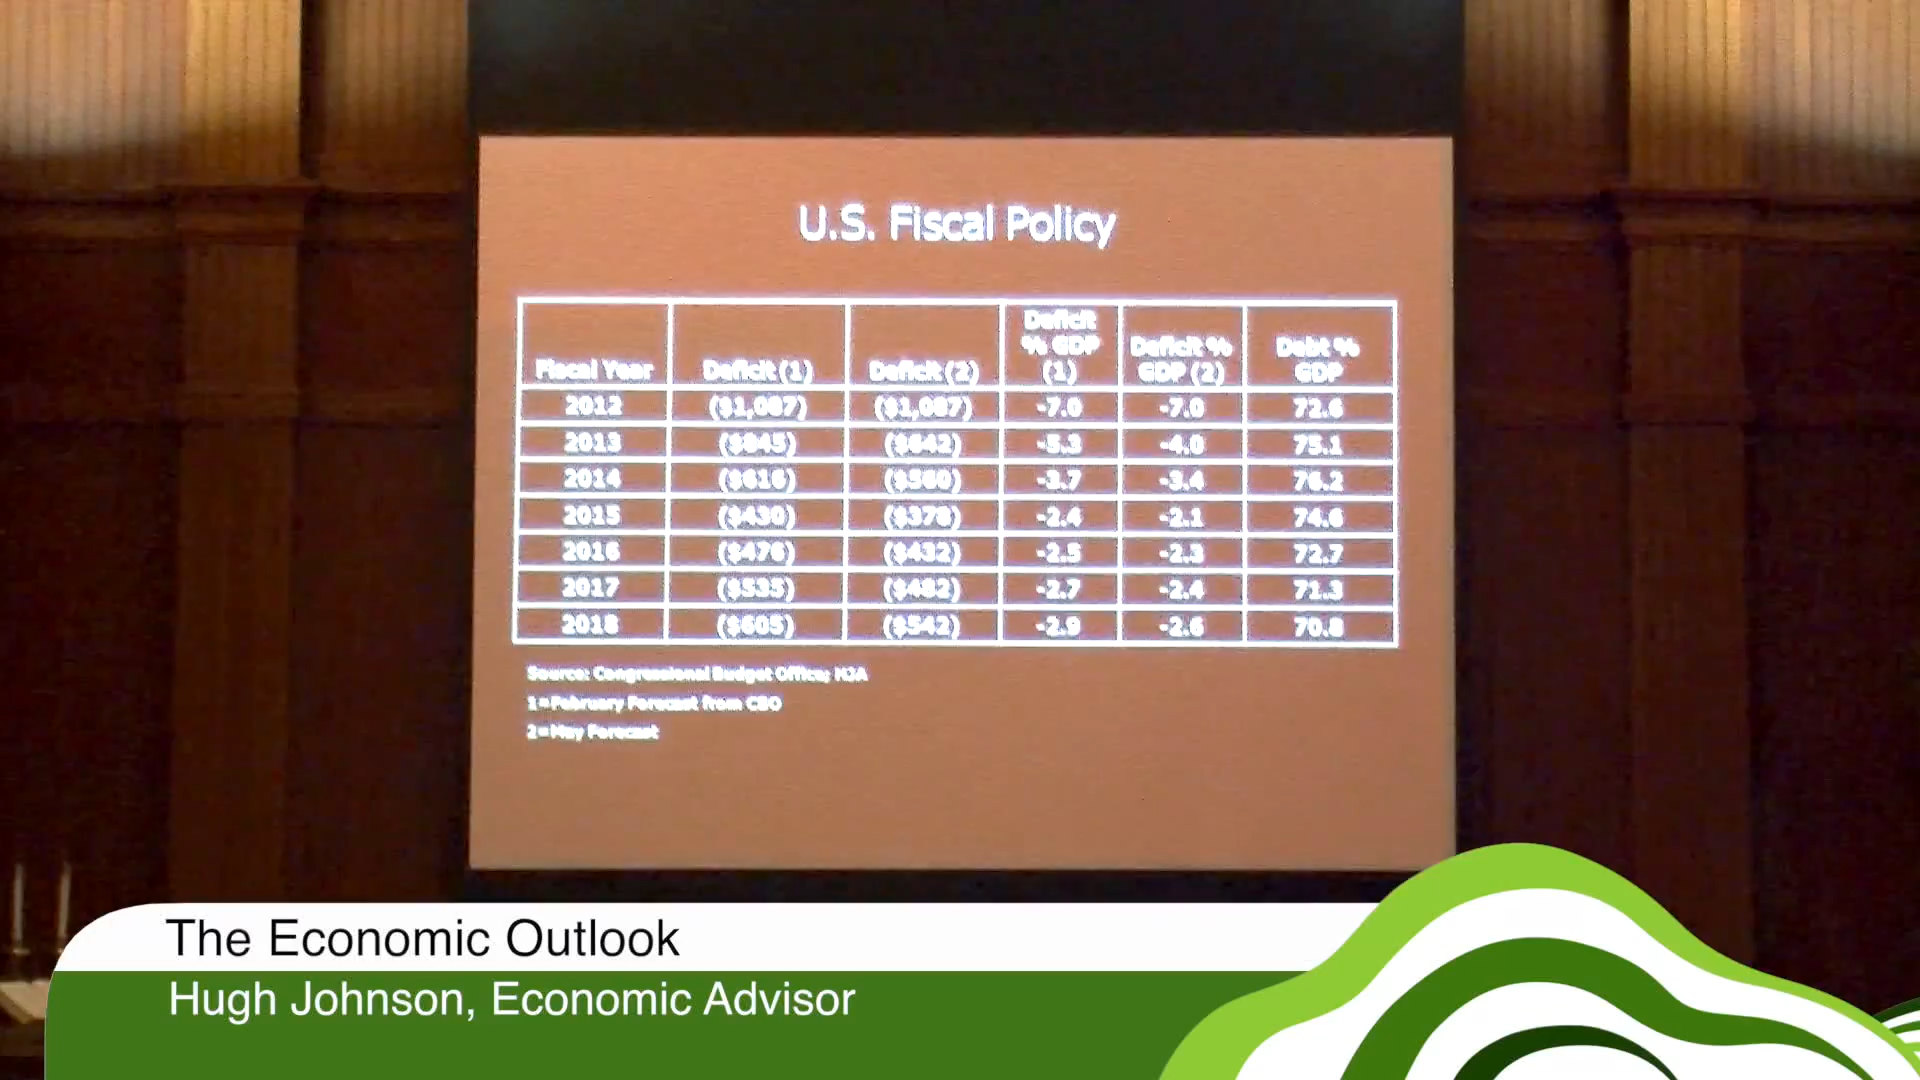 U.S. Fiscal Policy
Fiscal Year Deficit (1) Deficit (2) Deficit % GDP (1) Deficit % GDP (2) Debt % GDP
2012 ($1,087) ($1,087) -7.0 -7.0 72.6
2013 ($845) ($642) -5.3 -4.0 75.1
2014 ($616) ($560) -3.7 -3.4 76.2
2015 ($430) ($378) -2.4 -2.1 74.6
2016 ($476) ($432) -2.5 -2.3 72.7
2017 ($535) ($482) -2.7 -2.4 71.3
2018 ($605) ($542) -2.9 -2.6 70.8
Source: Congressional Budget Office; HJA
1=February Forecast from CBO
2=May Forecast
The Economic Outlook
Hugh Johnson, Economic Advisor